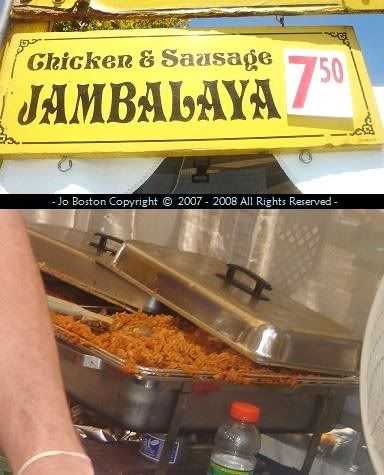 Chicken & Sausage
JAMBALAYA
7 50
- Jo Boston Copyright © 2007 - 2008 All Rights Reserved -